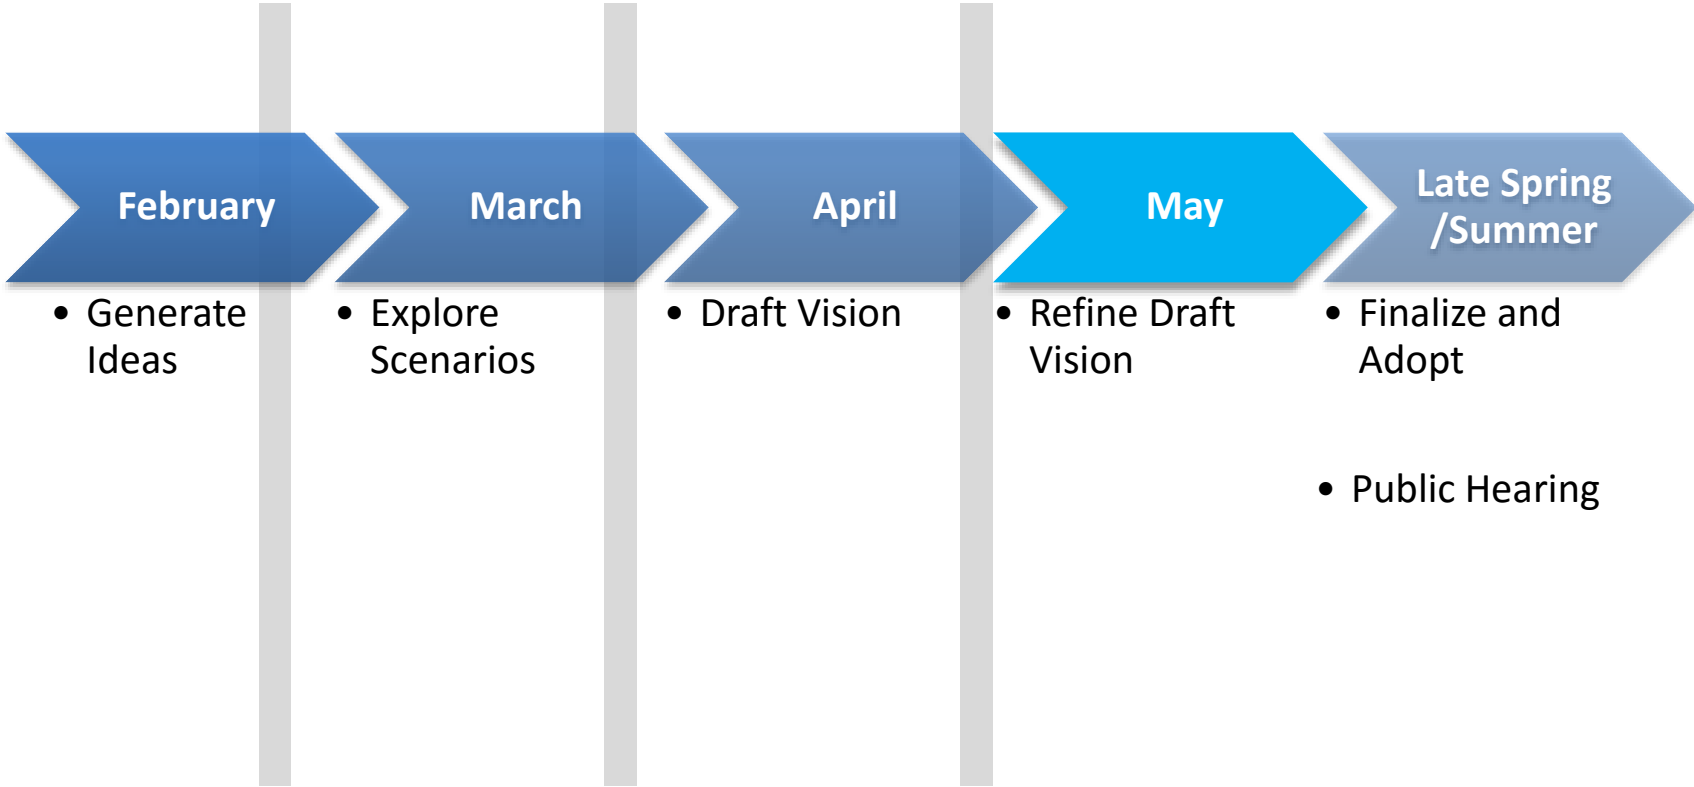 February
March
April
May
Late Spring
/Summer
• Generate
Ideas
• Explore
Scenarios
• Draft Vision
• Refine Draft
Vision
• Finalize and
Adopt
• Public Hearing